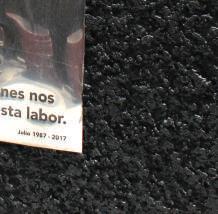 nes nos
sta labor.
Julio 1987 - 2017